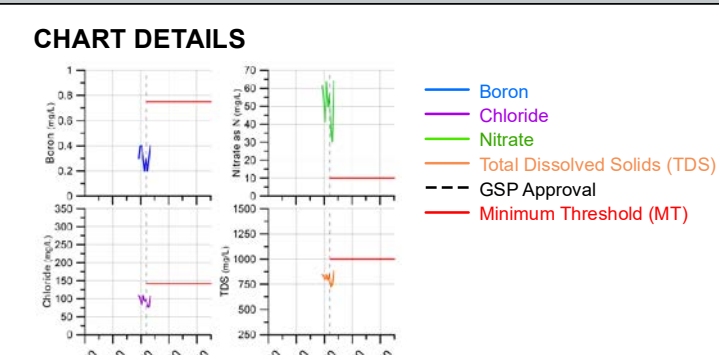 CHART DETAILS
1
0.8
0.6
0.4
0.2
0
Boron (mg/L)
70
60
50
40
30
20
10
0
Nitrate as N (mg/L)
350
300
250
200
150
100
50
0
Chloride (mg/L)
1500
1250
1000
750
500
250
TDS (mg/L)
Boron
Chloride
Nitrate
Total Dissolved Solids (TDS)
GSP Approval
Minimum Threshold (MT)